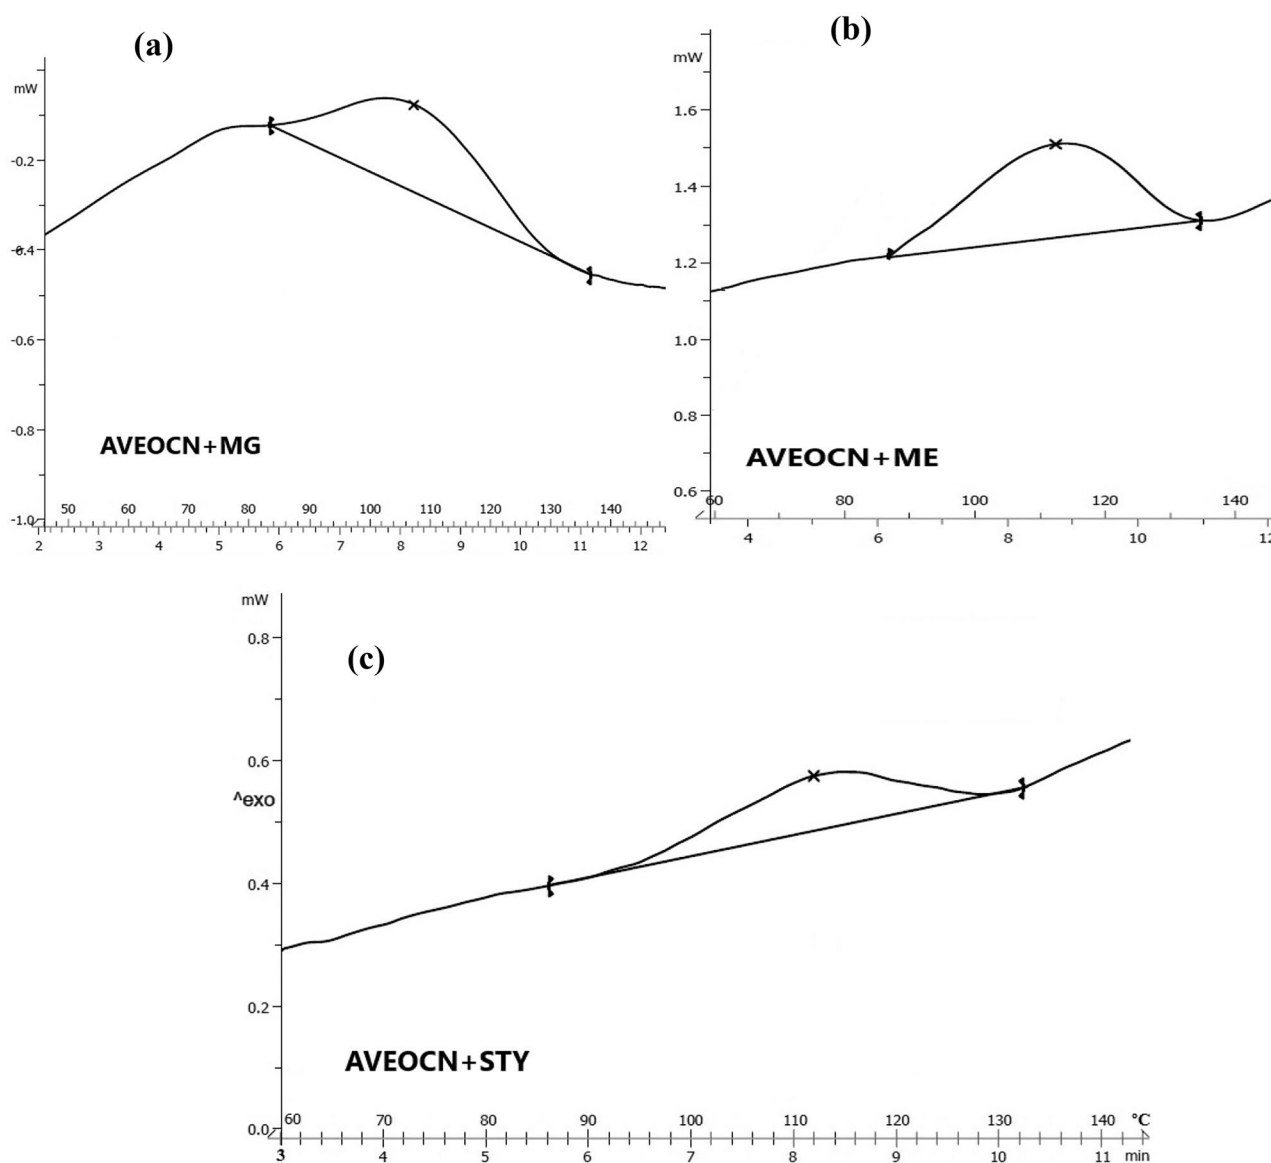 (a)
mW
-0.2
-0.4
-0.6
-0.8
-1.0
AVEOCN+MG
50 60 70 80 90 100 110 120 130 140
2 3 4 5 6 7 8 9 10 11 12
(b)
mW
1.6
1.4
1.2
1.0
0.8
0.6
AVEOCN+ME
60 80 100 120 140
4 6 8 10 12
(c)
mW
0.8
0.6
^exo
0.4
0.2
0.0
AVEOCN+STY
60 70 80 90 100 110 120 130 140 °C
3 4 5 6 7 8 9 10 11 min